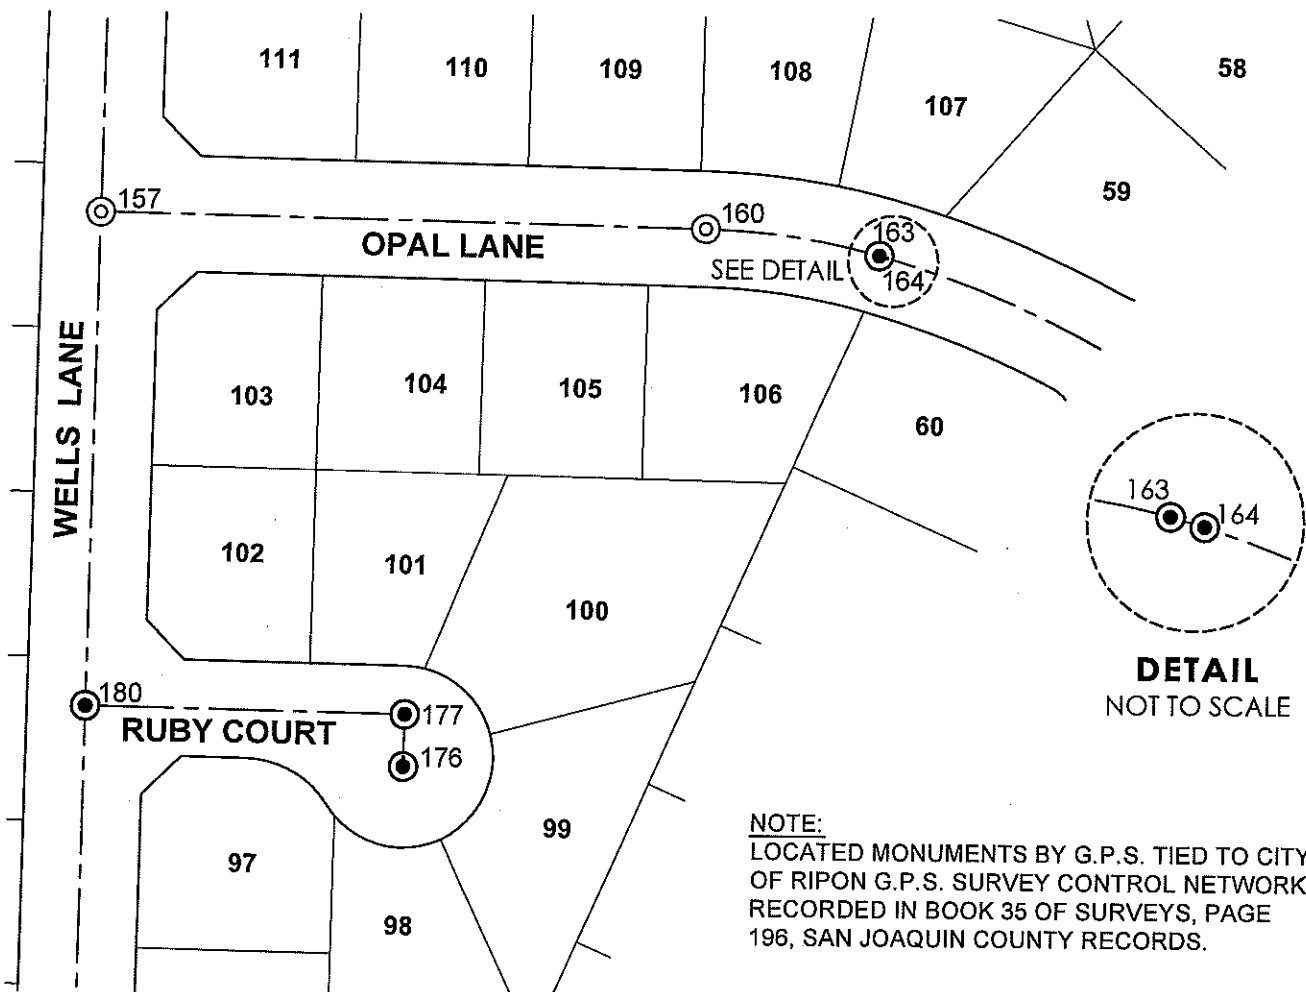 111
110
109
108
107
58
59
157
160
163
OPAL LANE
SEE DETAIL
164
WELLS LANE
103
104
105
106
60
163
164
102
101
100
DETAIL
NOT TO SCALE
180
177
RUBY COURT
176
99
97
98
NOTE:
LOCATED MONUMENTS BY G.P.S. TIED TO CITY
OF RIPON G.P.S. SURVEY CONTROL NETWORK
RECORDED IN BOOK 35 OF SURVEYS, PAGE
196, SAN JOAQUIN COUNTY RECORDS.